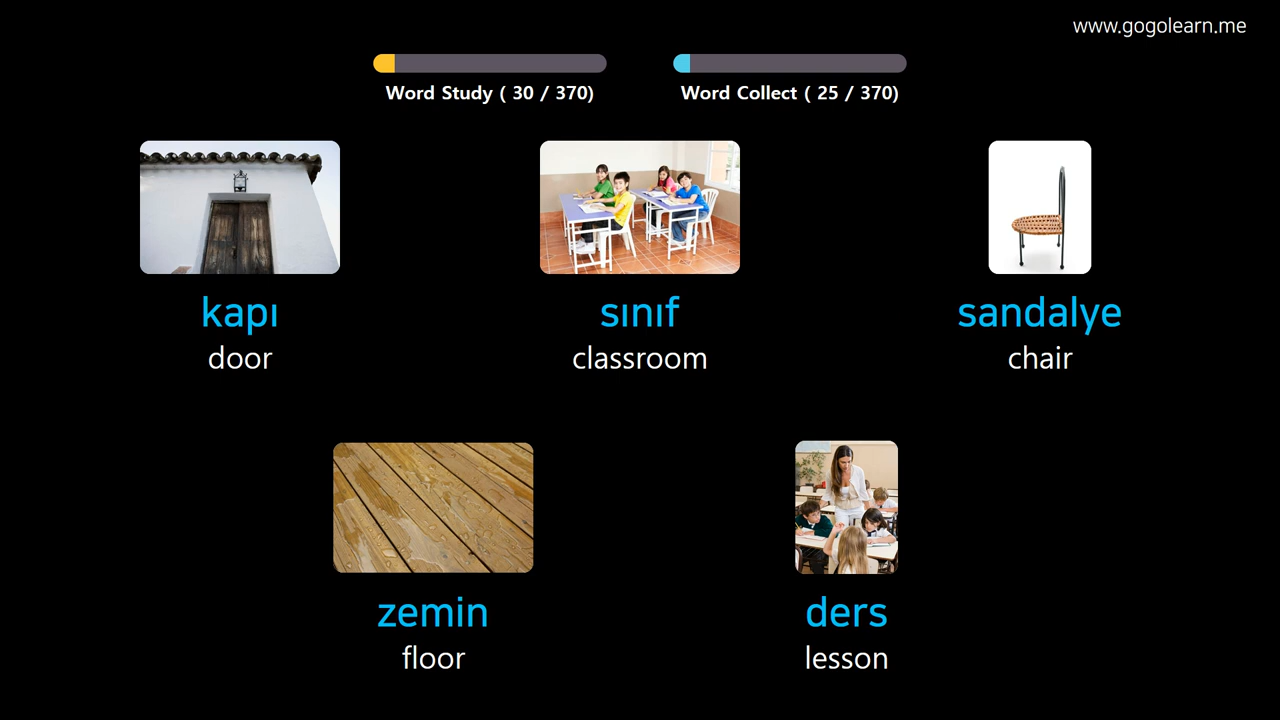 www.gogolearn.me
Word Study ( 30 / 370)
Word Collect ( 25 / 370)
kapı
door
sınıf
classroom
sandalye
chair
zemin
floor
ders
lesson